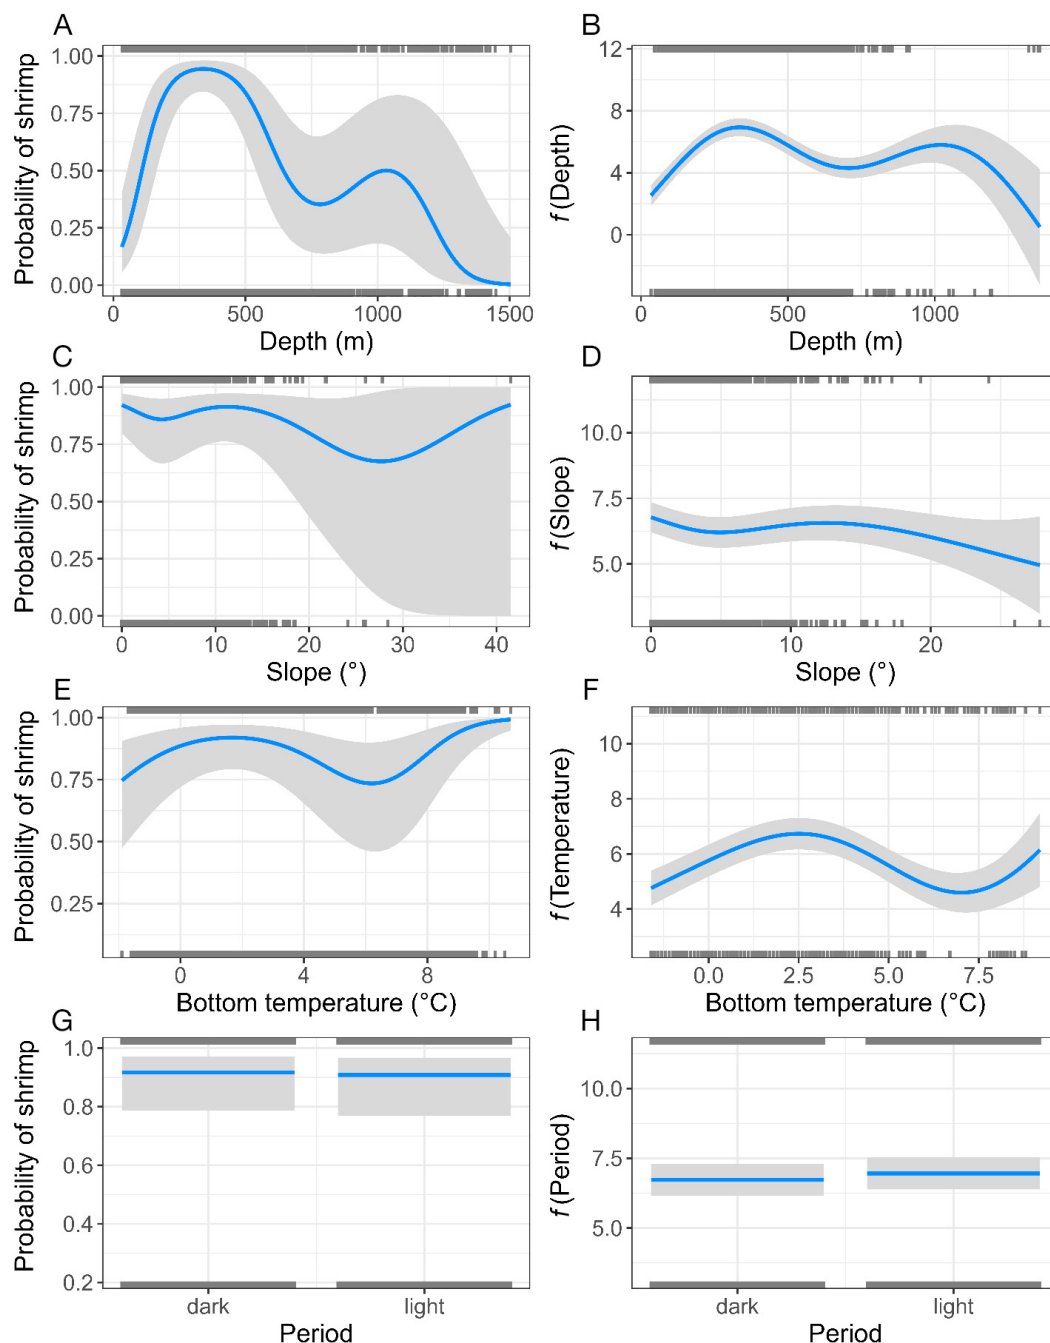 A
Probability of shrimp
1.00
0.75
0.50
0.25
0.00
0
500
1000
1500
Depth (m)
B
f (Depth)
12
8
4
0
0
500
1000
Depth (m)
C
Probability of shrimp
1.00
0.75
0.50
0.25
0.00
0
10
20
30
40
Slope (°)
D
f (Slope)
10.0
7.5
5.0
0
10
20
Slope (°)
E
Probability of shrimp
1.00
0.75
0.50
0.25
0
4
8
Bottom temperature (°C)
F
f (Temperature)
10
8
6
4
0.0
2.5
5.0
7.5
Bottom temperature (°C)
G
Probability of shrimp
1.0
0.8
0.6
0.4
0.2
dark
light
Period
H
f (Period)
10.0
7.5
5.0
dark
light
Period